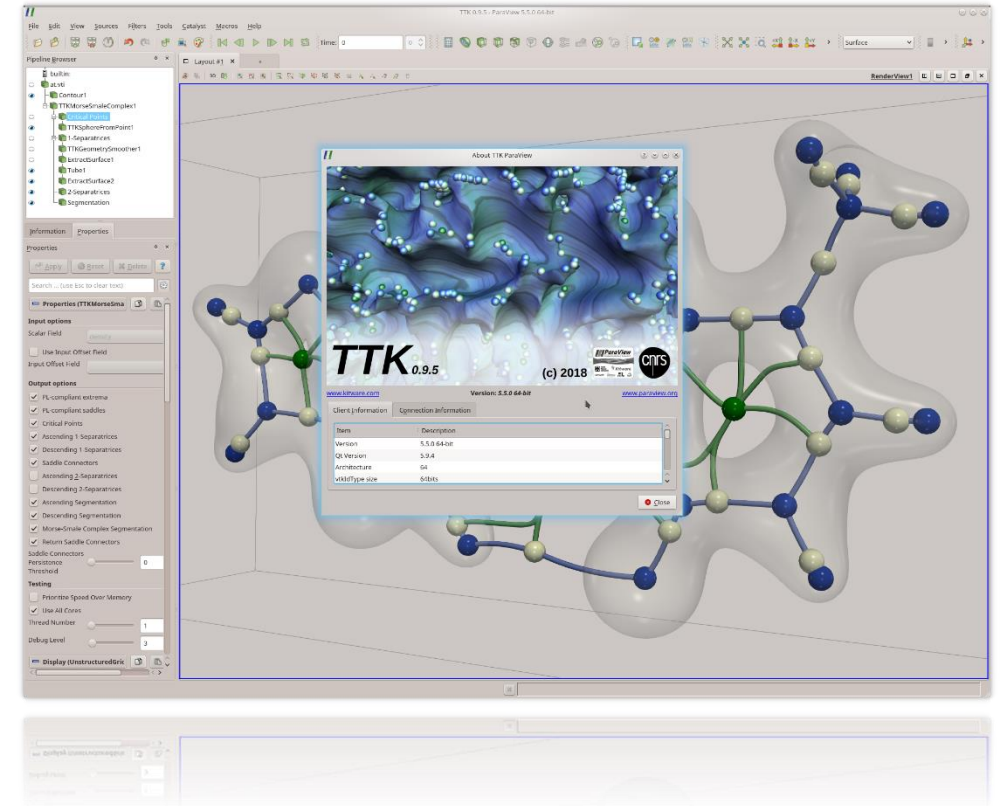 TTK 0.9.5 - ParaView 5.5.0 64-bit
File Edit View Sources Filters Tools Catalyst Macros Help
Time: 0
Surface
Pipeline Browser
Layout #1
RenderView1
builtin:
at.vti
Contour1
TTKMorseSmaleComplex1
Critical Points
TTKSphereFromPoint1
1-Separatrices
TTKGeometrySmoother1
ExtractSurface1
Tube1
ExtractSurface2
2-Separatrices
Segmentation
Information Properties
Properties
Apply Reset Delete ?
Search ... (use Esc to clear text)
Properties (TTKMorseSma
Input options
Scalar Field
Use Input Offset Field
Input Offset Field
Output options
PL-compliant extrema
PL-compliant saddles
Critical Points
Ascending 1-Separatrices
Descending 1-Separatrices
Saddle Connectors
Ascending 2-Separatrices
Descending 2-Separatrices
Ascending Segmentation
Descending Segmentation
Morse-Smale Complex Segmentation
Return Saddle Connectors
Saddle Connectors
Persistence 0
Threshold
Testing
Prioritize Speed Over Memory
Use All Cores
Thread Number 1
Debug Level 3
Display (UnstructuredGric
About TTK ParaView
TTK 0.9.5
(c) 2018
ParaView
cnrs
www.kitware.com
Version: 5.5.0 64-bit
www.paraview.org
Client Information Connection Information
Item Description
Version 5.5.0 64-bit
Qt Version 5.9.4
Architecture 64
vtkIdType size 64bits
Close